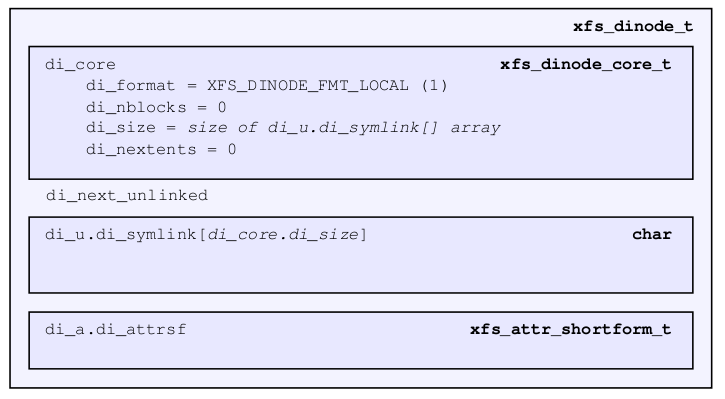 xfs_dinode_t
di_core xfs_dinode_core_t
di_format = XFS_DINODE_FMT_LOCAL (1)
di_nblocks = 0
di_size = size of di_u.di_symlink[] array
di_nextents = 0
di_next_unlinked
di_u.di_symlink[di_core.di_size] char
di_a.di_attrsf xfs_attr_shortform_t